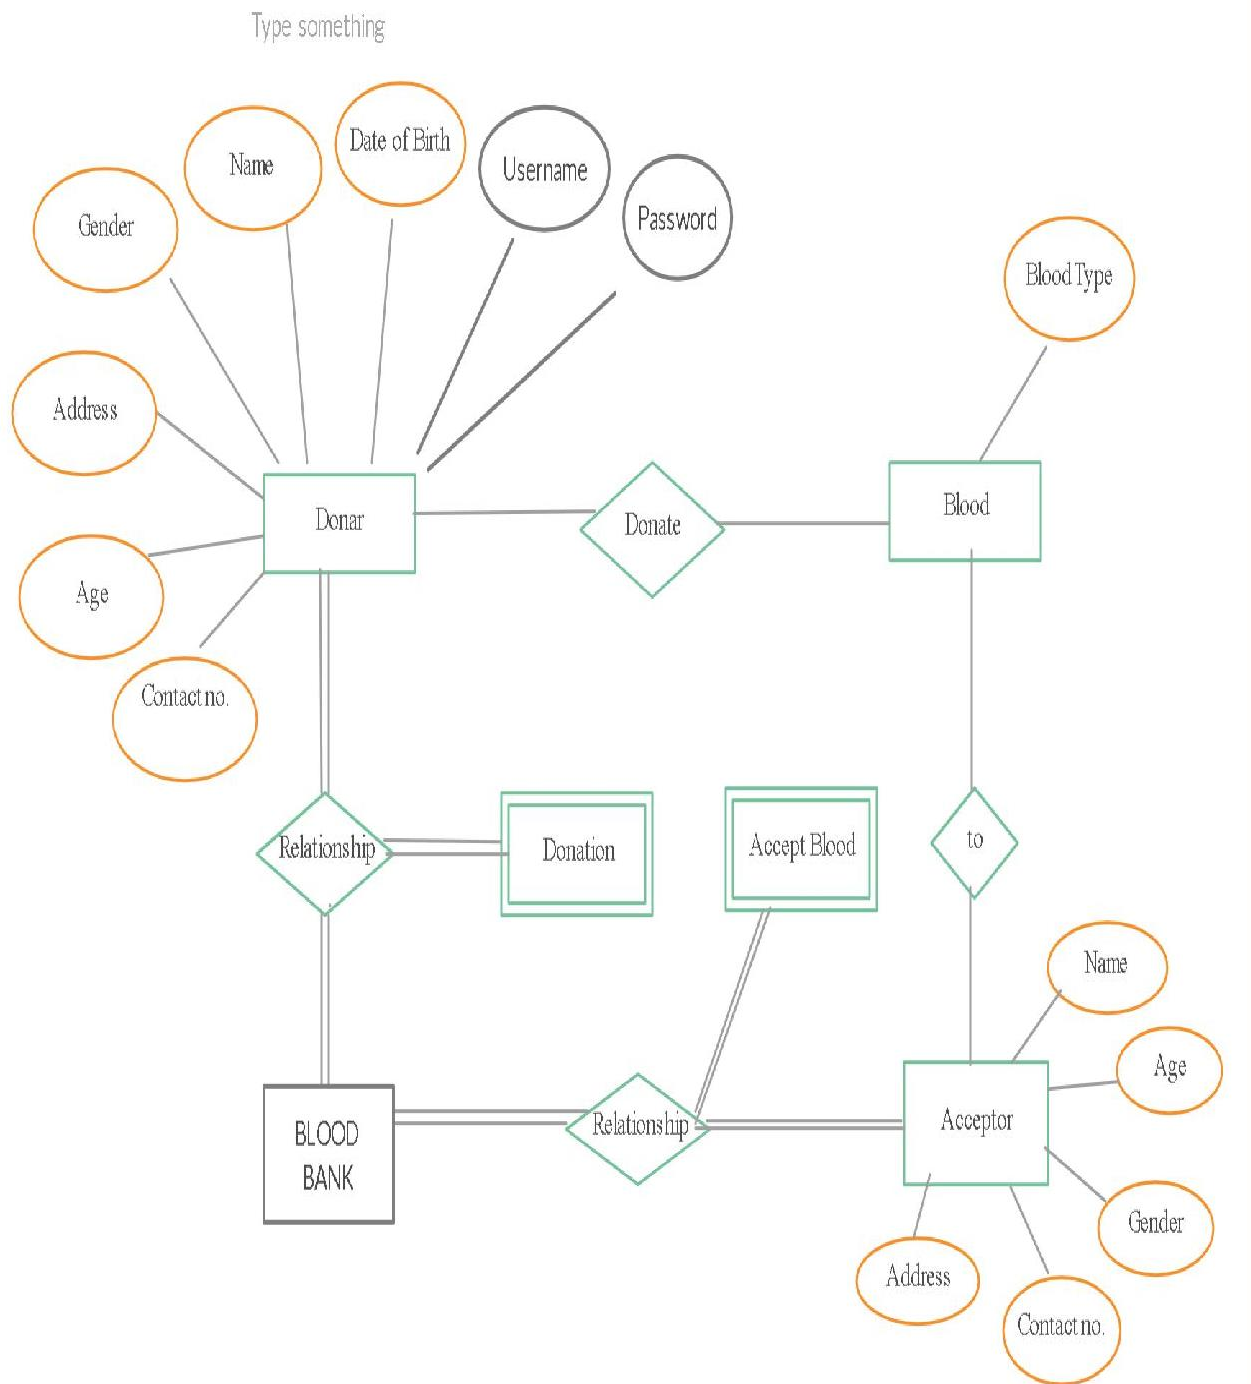 Type something
Date of Birth
Name
Username
Password
Gender
Blood Type
Address
Blood
Donar
Donate
Age
Contact no.
Relationship
Donation
Accept Blood
to
Name
Age
Acceptor
Relationship
BLOOD
BANK
Gender
Address
Contact no.